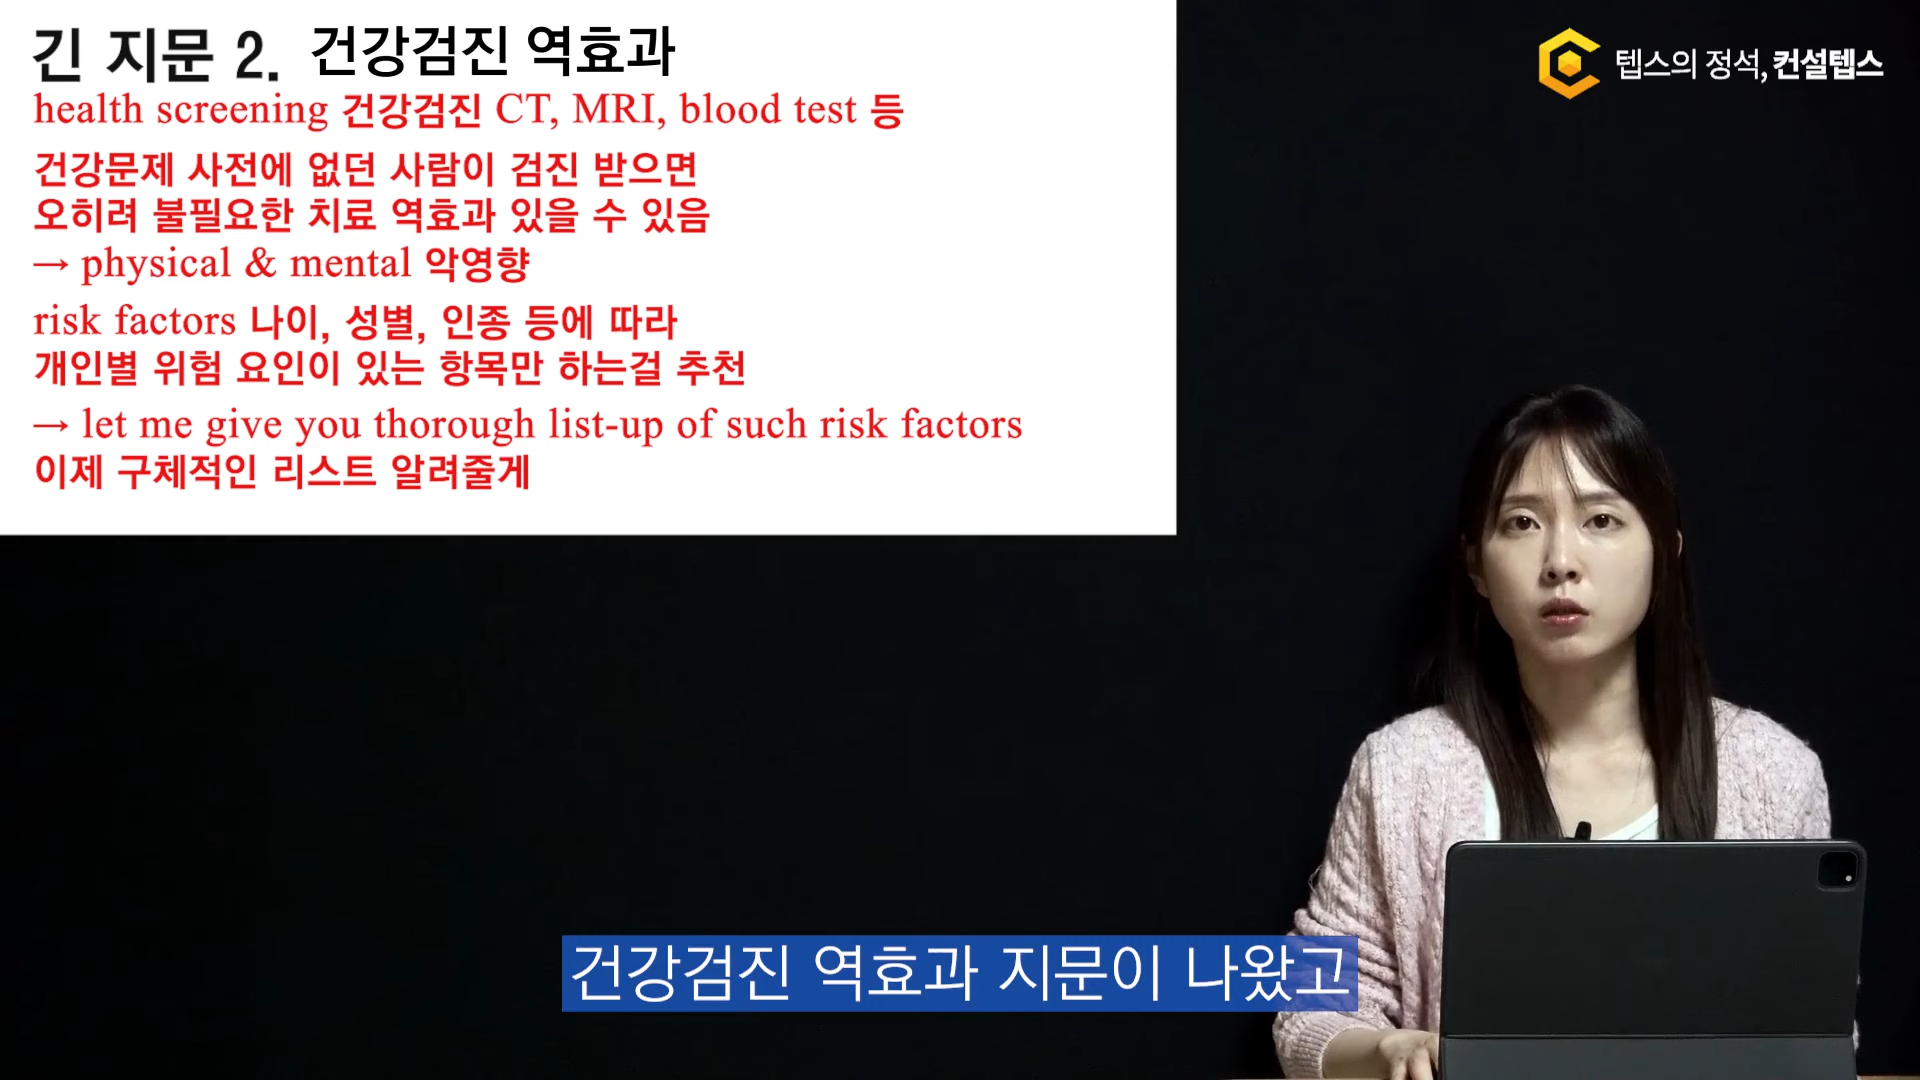 긴 지문 2. 건강검진 역효과
텝스의 정석, 컨설텝스
health screening 건강검진 CT, MRI, blood test 등
건강문제 사전에 없던 사람이 검진 받으면
오히려 불필요한 치료 역효과 있을 수 있음
→ physical & mental 악영향
risk factors 나이, 성별, 인종 등에 따라
개인별 위험 요인이 있는 항목만 하는걸 추천
→ let me give you thorough list-up of such risk factors
이제 구체적인 리스트 알려줄게
건강검진 역효과 지문이 나왔고